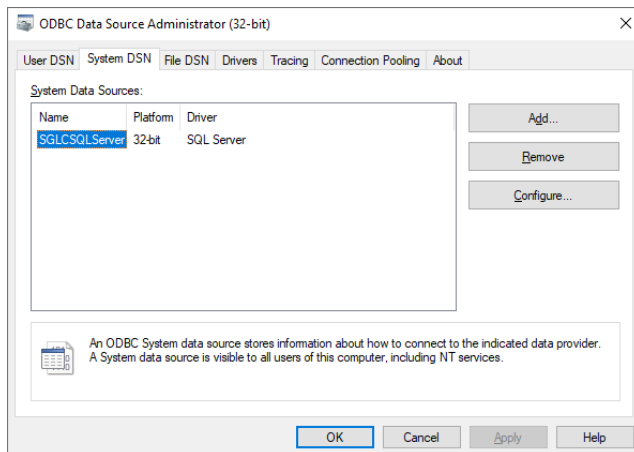 ODBC Data Source Administrator (32-bit)
User DSN System DSN File DSN Drivers Tracing Connection Pooling About
System Data Sources:
Name Platform Driver
SGLCSQLServer 32-bit SQL Server
Add...
Remove
Configure...
An ODBC System data source stores information about how to connect to the indicated data provider.
A System data source is visible to all users of this computer, including NT services.
OK Cancel Apply Help